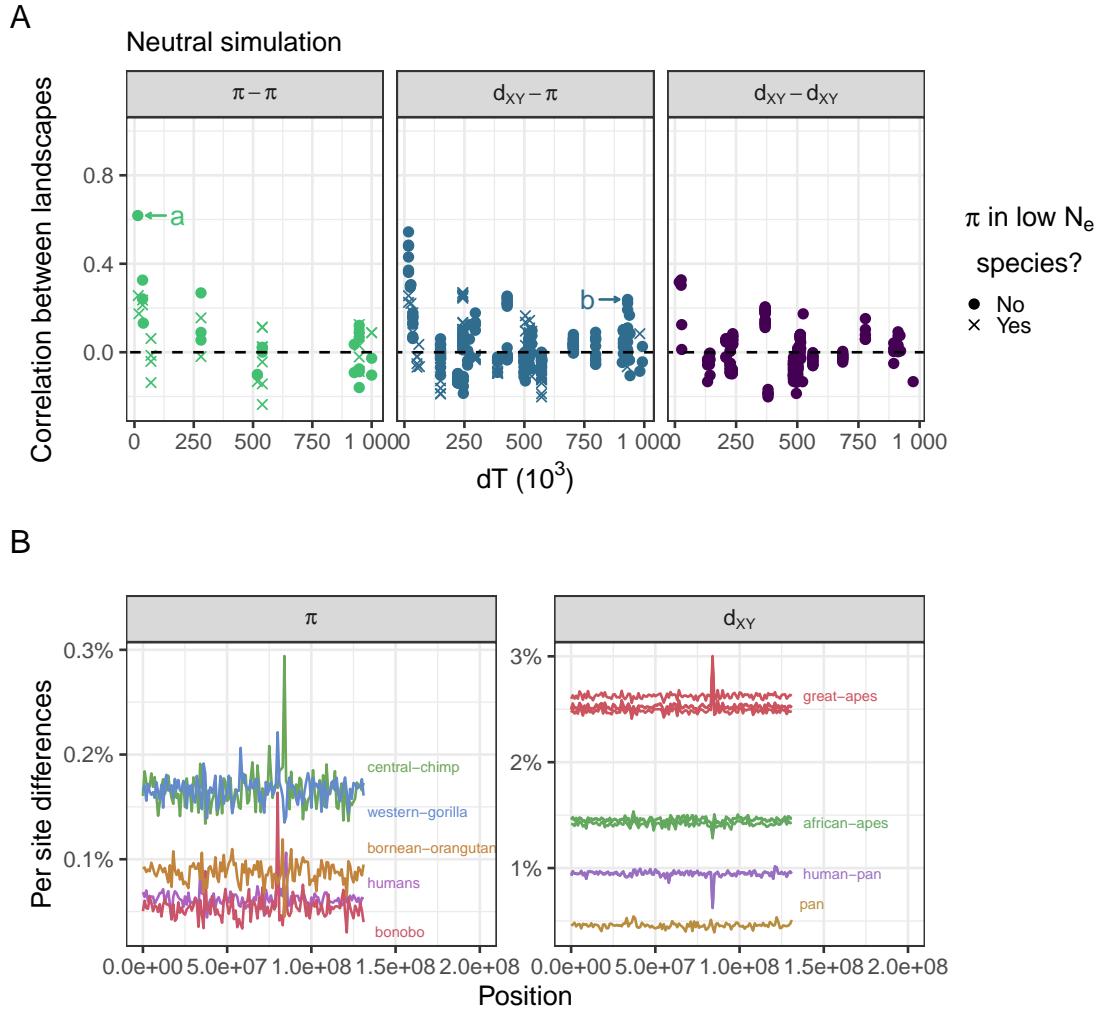 A
Neutral simulation
π − π
dXY − π
dXY − dXY
Correlation between landscapes
0.8
0.4
0.0
a
b
0 250 500 750 1 000
0 250 500 750 1 000
0 250 500 750 1 000
dT (10³)
π in low Ne
species?
No
Yes
B
π
dXY
Per site differences
0.3%
0.2%
0.1%
central−chimp
western−gorilla
bornean−orangutan
humans
bonobo
3%
2%
1%
great−apes
african−apes
human−pan
pan
0.0e+00 5.0e+07 1.0e+08 1.5e+08 2.0e+08
0.0e+00 5.0e+07 1.0e+08 1.5e+08 2.0e+08
Position